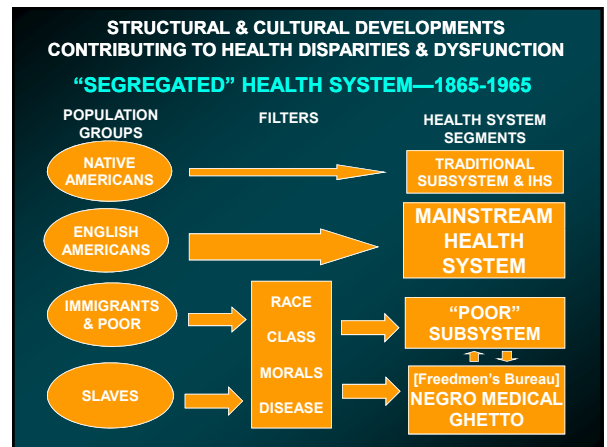 STRUCTURAL & CULTURAL DEVELOPMENTS
CONTRIBUTING TO HEALTH DISPARITIES & DYSFUNCTION
“SEGREGATED” HEALTH SYSTEM—1865-1965
POPULATION
GROUPS
FILTERS
HEALTH SYSTEM
SEGMENTS
NATIVE
AMERICANS
TRADITIONAL
SUBSYSTEM & IHS
ENGLISH
AMERICANS
MAINSTREAM
HEALTH
SYSTEM
IMMIGRANTS
& POOR
RACE
CLASS
MORALS
DISEASE
“POOR”
SUBSYSTEM
SLAVES
[Freedmen’s Bureau]
NEGRO MEDICAL
GHETTO